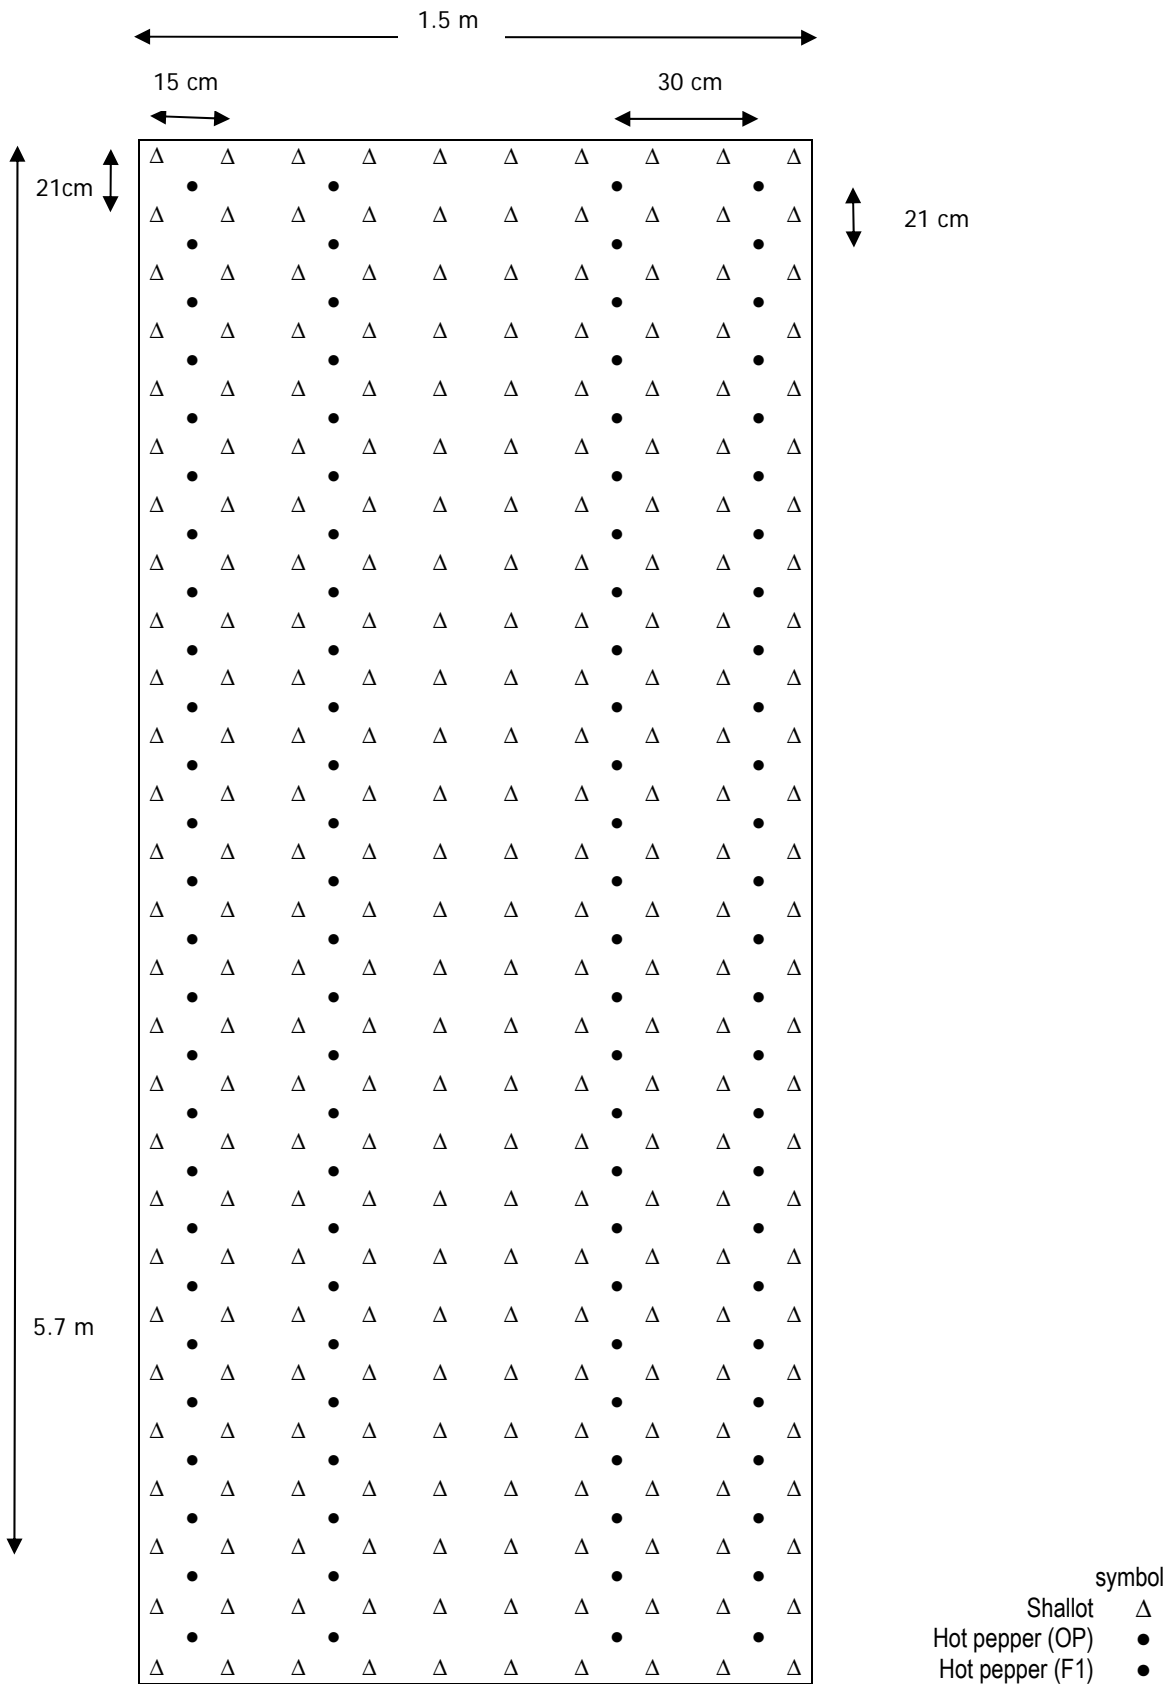 1.5 m
15 cm
30 cm
21cm
21 cm
5.7 m
symbol
Shallot Δ
Hot pepper (OP) ●
Hot pepper (F1) ●